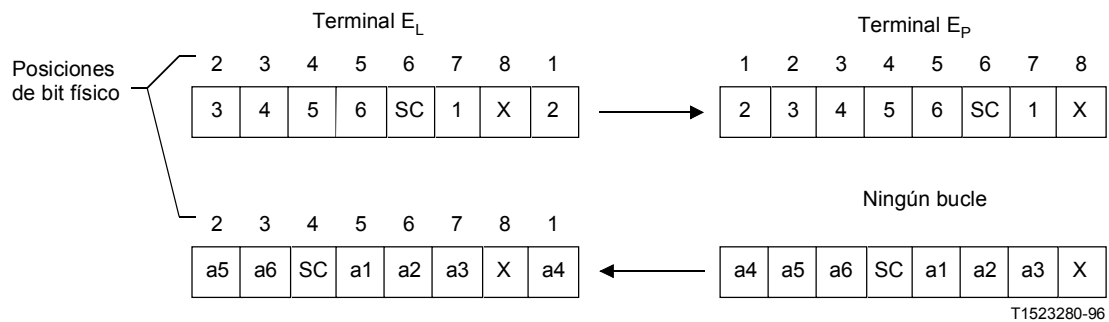 Terminal E_L
Terminal E_P
Posiciones de bit físico
2 3 4 5 6 7 8 1
1 2 3 4 5 6 7 8
3 4 5 6 SC 1 X 2
2 3 4 5 6 SC 1 X
Ningún bucle
2 3 4 5 6 7 8 1
a5 a6 SC a1 a2 a3 X a4
a4 a5 a6 SC a1 a2 a3 X
T1523280-96